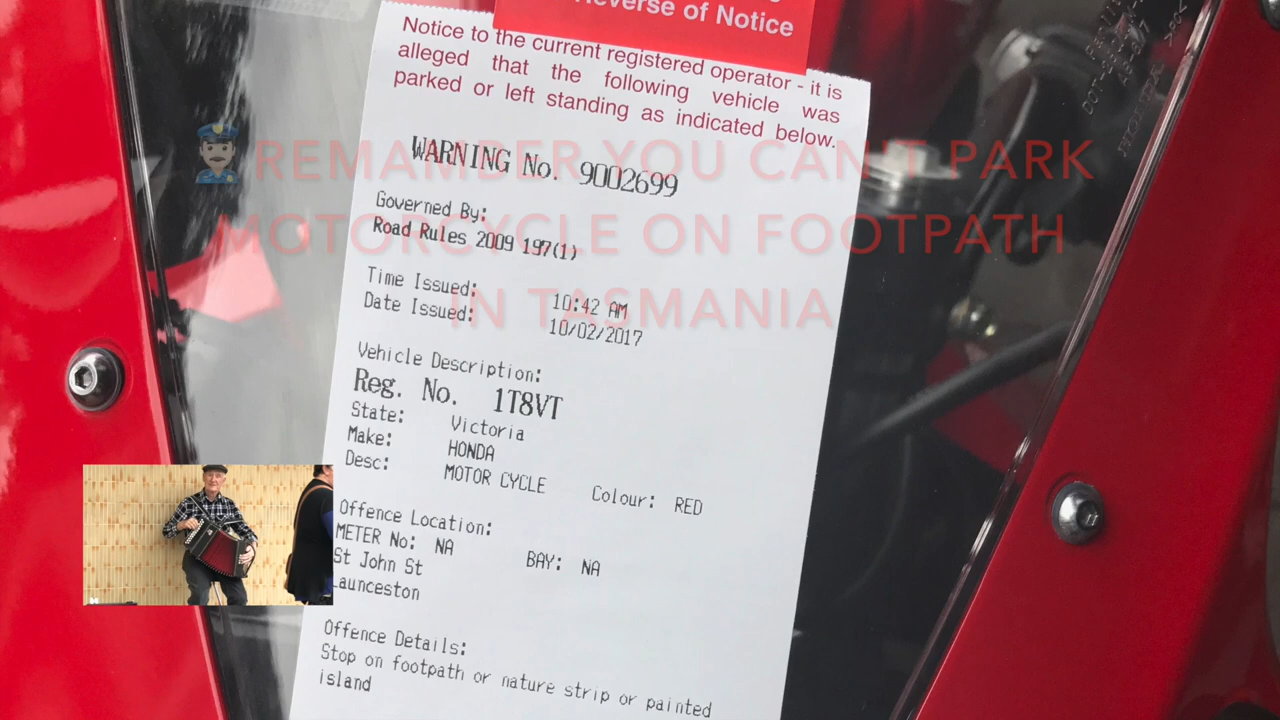 Reverse of Notice
Notice to the current registered operator - it is
alleged that the following vehicle was
parked or left standing as indicated below.
WARNING No. 9002699
Governed By:
Road Rules 2009 197(1)
Time Issued: 10:42 AM
Date Issued: 10/02/2017
Vehicle Description:
Reg. No. 1T8VT
State: Victoria
Make: HONDA
Desc: MOTOR CYCLE Colour: RED
Offence Location:
METER No: NA BAY: NA
St John St
Launceston
Offence Details:
Stop on footpath or nature strip or painted
island
REMAMBER YOU CAN'T PARK
MOTORCYCLE ON FOOTPATH
IN TASMANIA